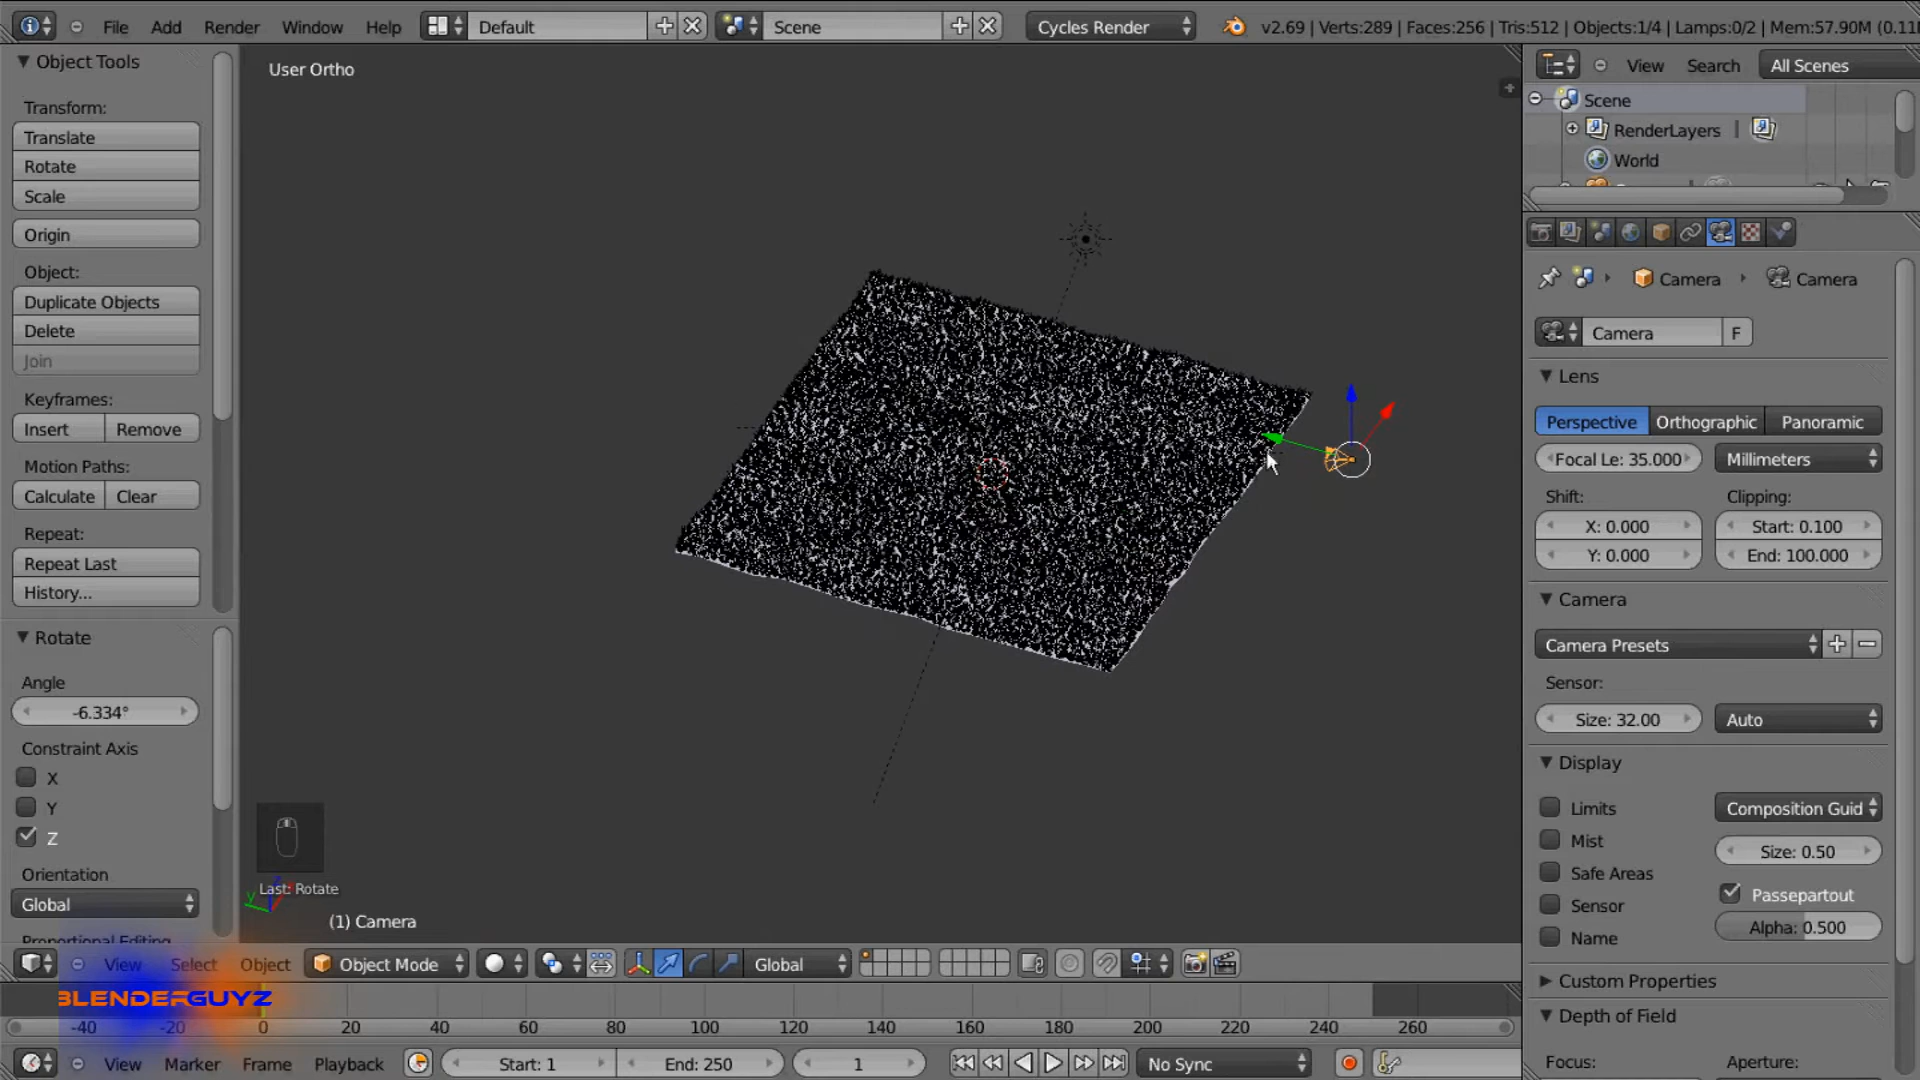 File Add Render Window Help Default Scene Cycles Render v2.69 | Verts:289 | Faces:256 | Tris:512 | Objects:1/4 | Lamps:0/2 | Mem:57.90M (0.11
Object Tools
Transform:
Translate
Rotate
Scale
Origin
Object:
Duplicate Objects
Delete
Join
Keyframes:
Insert Remove
Motion Paths:
Calculate Clear
Repeat:
Repeat Last
History...
Rotate
Angle
-6.334°
Constraint Axis
X
Y
Z
Orientation
Global
Proportional Editing
User Ortho
Last: Rotate
(1) Camera
View Search All Scenes
Scene
RenderLayers
World
Camera Camera
Camera F
Lens
Perspective Orthographic Panoramic
Focal Le: 35.000 Millimeters
Shift: Clipping:
X: 0.000 Start: 0.100
Y: 0.000 End: 100.000
Camera
Camera Presets
Sensor:
Size: 32.00 Auto
Display
Limits Composition Guid
Mist Size: 0.50
Safe Areas Passepartout
Sensor Alpha: 0.500
Name
Custom Properties
Depth of Field
Focus: Aperture:
View Select Object Object Mode Global
BLENDERGUYZ
-40 -20 0 20 40 60 80 100 120 140 160 180 200 220 240 260
View Marker Frame Playback Start: 1 End: 250 1 No Sync